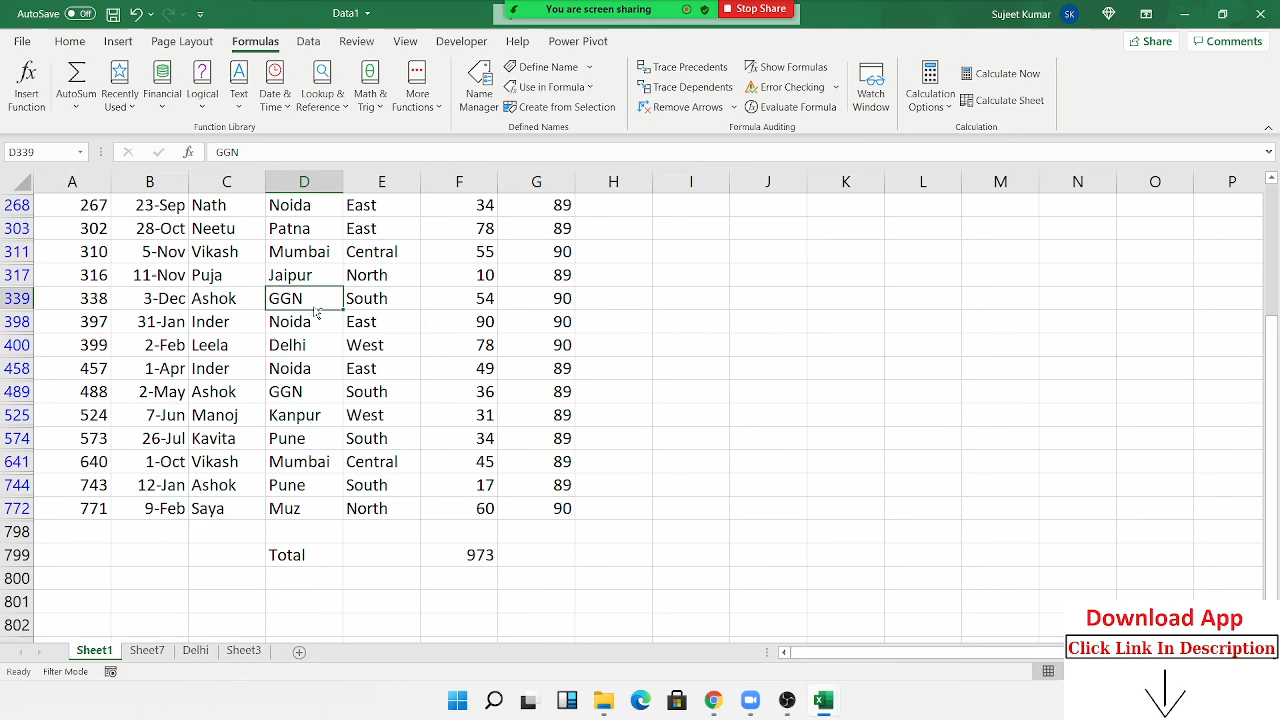 AutoSave Off Data1 You are screen sharing Stop Share Sujeet Kumar SK
File Home Insert Page Layout Formulas Data Review View Developer Help Power Pivot Share Comments
Insert Function AutoSum Recently Used Financial Logical Text Date & Time Lookup & Reference Math & Trig More Functions Name Manager Define Name Use in Formula Create from Selection Trace Precedents Trace Dependents Remove Arrows Show Formulas Error Checking Evaluate Formula Watch Window Calculation Options Calculate Now Calculate Sheet
Function Library Defined Names Formula Auditing Calculation
D339 fx GGN
A B C D E F G H I J K L M N O P
268 267 23-Sep Nath Noida East 34 89
303 302 28-Oct Neetu Patna East 78 89
311 310 5-Nov Vikash Mumbai Central 55 90
317 316 11-Nov Puja Jaipur North 10 89
339 338 3-Dec Ashok GGN South 54 90
398 397 31-Jan Inder Noida East 90 90
400 399 2-Feb Leela Delhi West 78 90
458 457 1-Apr Inder Noida East 49 89
489 488 2-May Ashok GGN South 36 89
525 524 7-Jun Manoj Kanpur West 31 89
574 573 26-Jul Kavita Pune South 34 89
641 640 1-Oct Vikash Mumbai Central 45 89
744 743 12-Jan Ashok Pune South 17 89
772 771 9-Feb Saya Muz North 60 90
798
799 Total 973
800
801
802
Download App
Click Link In Description
Sheet1 Sheet7 Delhi Sheet3
Ready Filter Mode